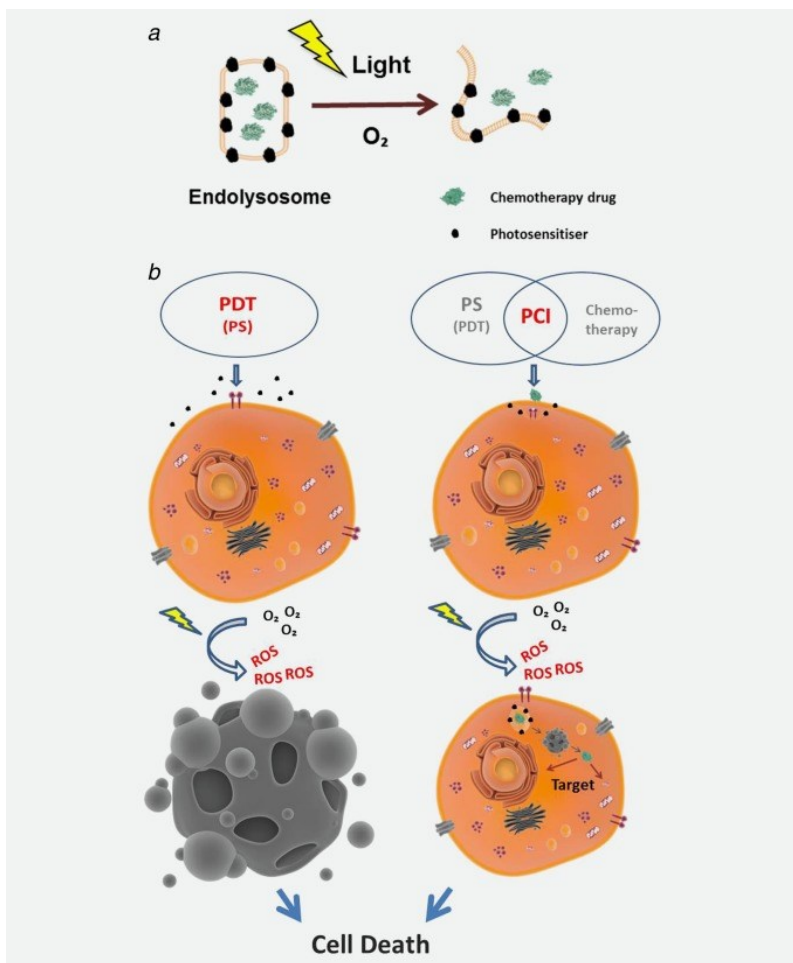 a
Light
O₂
Endolysosome
Chemotherapy drug
Photosensitiser
b
PDT
(PS)
PS
(PDT)
PCI
Chemo-
therapy
O₂ O₂
O₂
ROS
ROS ROS
O₂ O₂
O₂
ROS
ROS ROS
Target
Cell Death